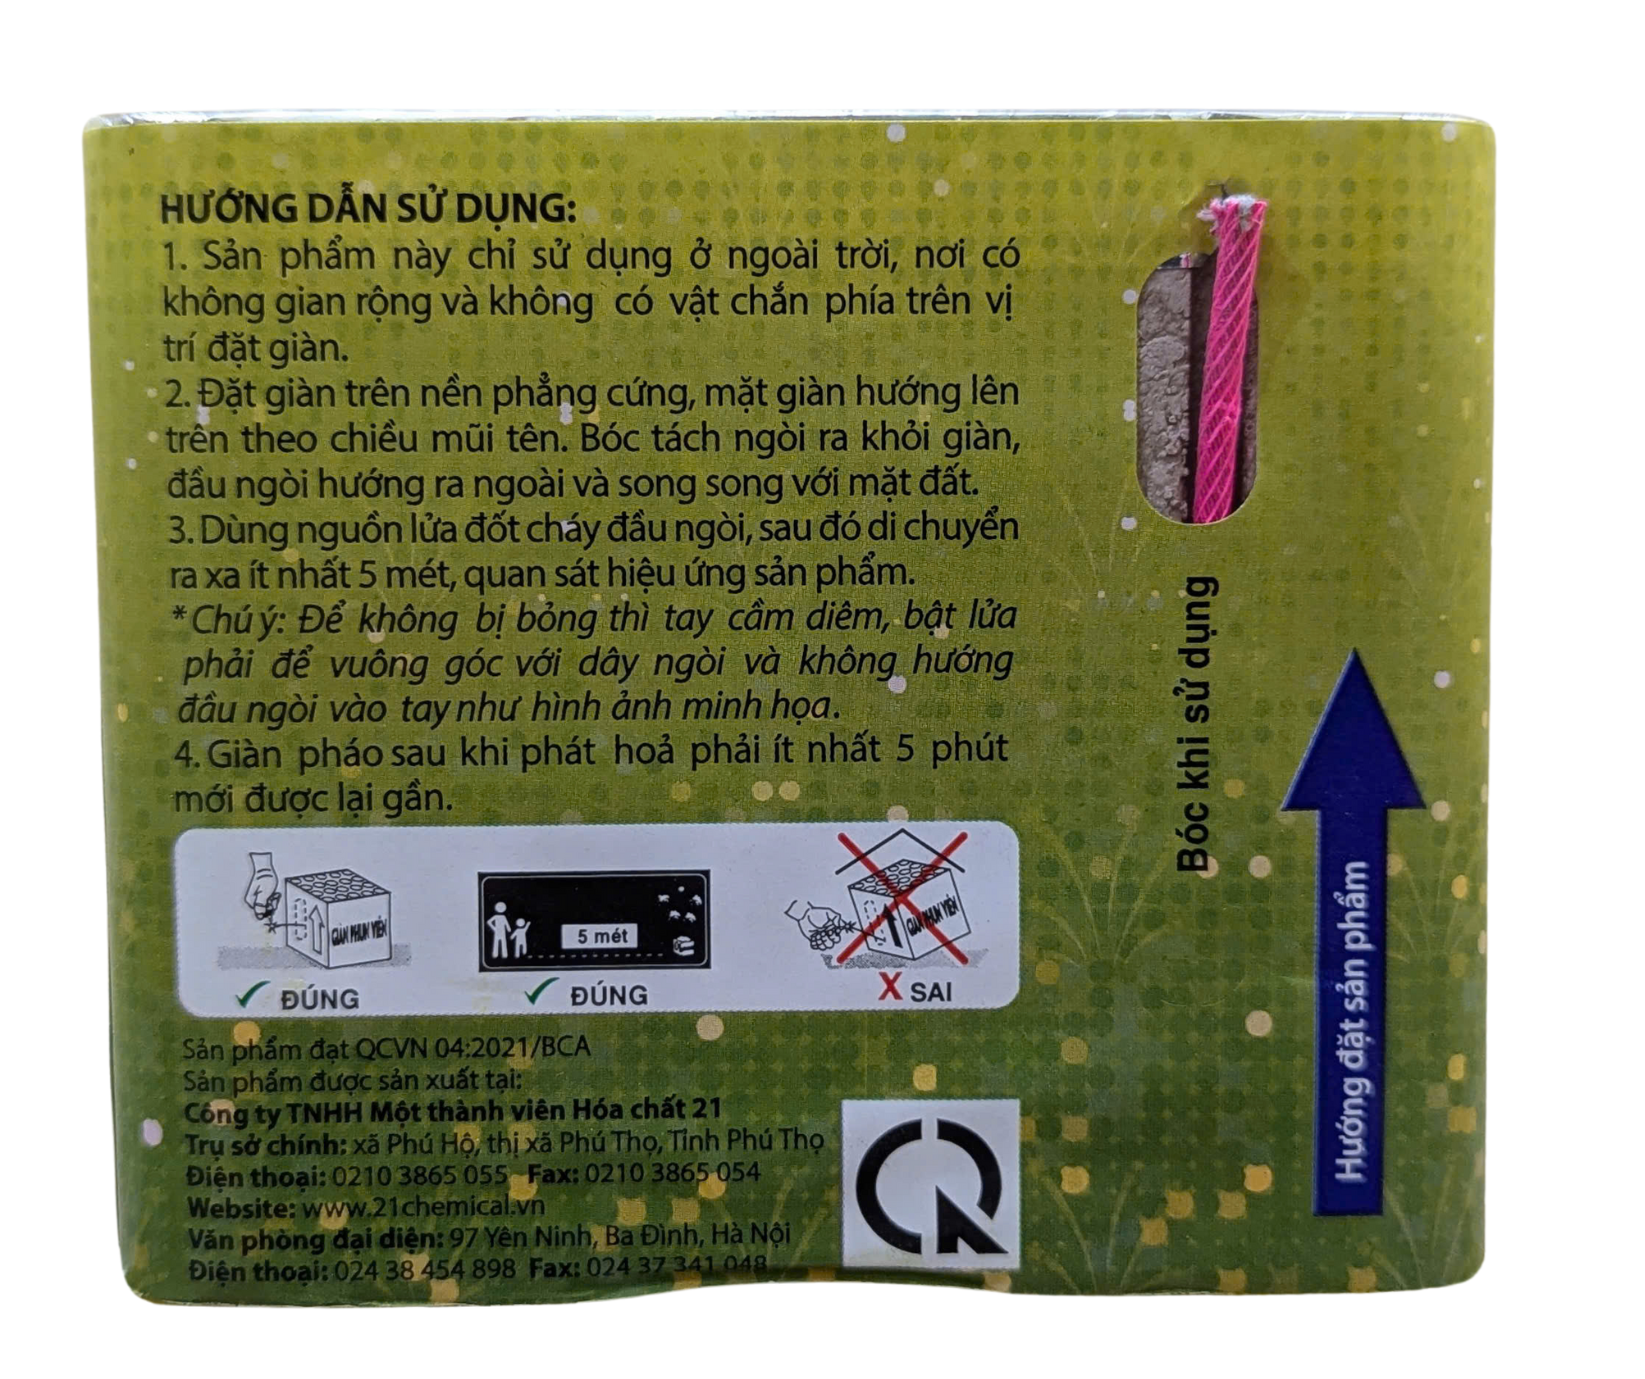 HƯỚNG DẪN SỬ DỤNG:
1. Sản phẩm này chỉ sử dụng ở ngoài trời, nơi có
không gian rộng và không có vật chắn phía trên vị
trí đặt giàn.
2. Đặt giàn trên nền phẳng cứng, mặt giàn hướng lên
trên theo chiều mũi tên. Bóc tách ngòi ra khỏi giàn,
đầu ngòi hướng ra ngoài và song song với mặt đất.
3. Dùng nguồn lửa đốt cháy đầu ngòi, sau đó di chuyển
ra xa ít nhất 5 mét, quan sát hiệu ứng sản phẩm.
* Chú ý: Để không bị bỏng thì tay cầm diêm, bật lửa
phải để vuông góc với dây ngòi và không hướng
đầu ngòi vào tay như hình ảnh minh họa.
4. Giàn pháo sau khi phát hoả phải ít nhất 5 phút
mới được lại gần.
GIÀN PHUN VIÊN
5 mét
GIÀN PHUN VIÊN
ĐÚNG
ĐÚNG
X SAI
Sản phẩm đạt QCVN 04:2021/BCA
Sản phẩm được sản xuất tại:
Công ty TNHH Một thành viên Hóa chất 21
Trụ sở chính: xã Phú Hộ, thị xã Phú Thọ, Tỉnh Phú Thọ
Điện thoại: 0210 3865 055 Fax: 0210 3865 054
Website: www.21chemical.vn
Văn phòng đại diện: 97 Yên Ninh, Ba Đình, Hà Nội
Điện thoại: 024 38 454 898 Fax: 024 37 341 048
Bóc khi sử dụng
Hướng đặt sản phẩm